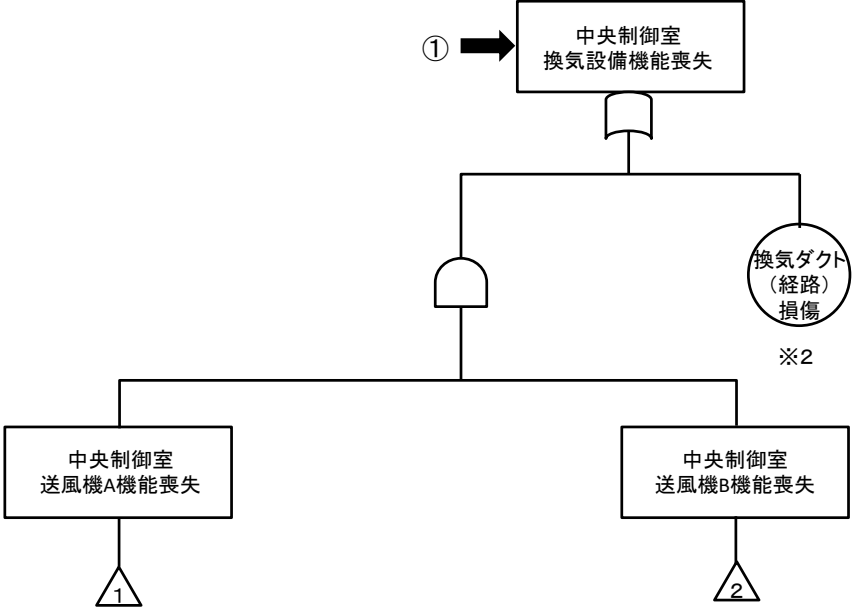 ①
中央制御室
換気設備機能喪失
換気ダクト
（経路）
損傷
※2
中央制御室
送風機A機能喪失
中央制御室
送風機B機能喪失
1
2